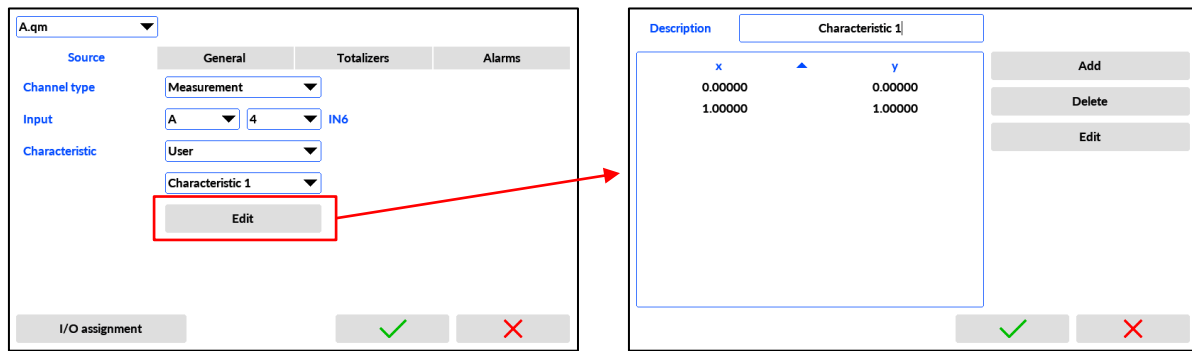 A.qm
Source General Totalizers Alarms
Channel type Measurement
Input A 4 IN6
Characteristic User
Characteristic 1
Edit
I/O assignment
Description Characteristic 1
x y
0.00000 0.00000
1.00000 1.00000
Add
Delete
Edit